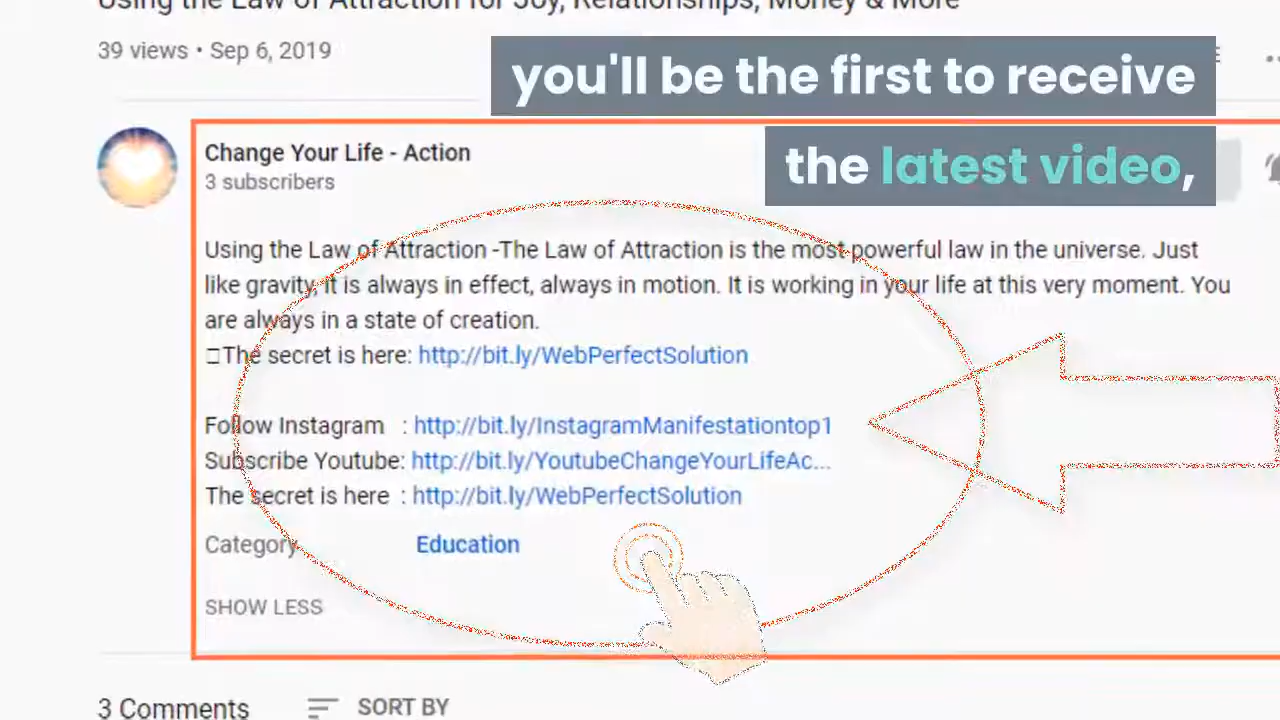 Using the Law of Attraction for Joy, Relationships, Money & More
39 views • Sep 6, 2019
you'll be the first to receive
the latest video,
Change Your Life - Action
3 subscribers
Using the Law of Attraction -The Law of Attraction is the most powerful law in the universe. Just
like gravity, it is always in effect, always in motion. It is working in your life at this very moment. You
are always in a state of creation.
□The secret is here: http://bit.ly/WebPerfectSolution
Follow Instagram : http://bit.ly/InstagramManifestationtop1
Subscribe Youtube: http://bit.ly/YoutubeChangeYourLifeAc...
The secret is here : http://bit.ly/WebPerfectSolution
Category Education
SHOW LESS
3 Comments SORT BY